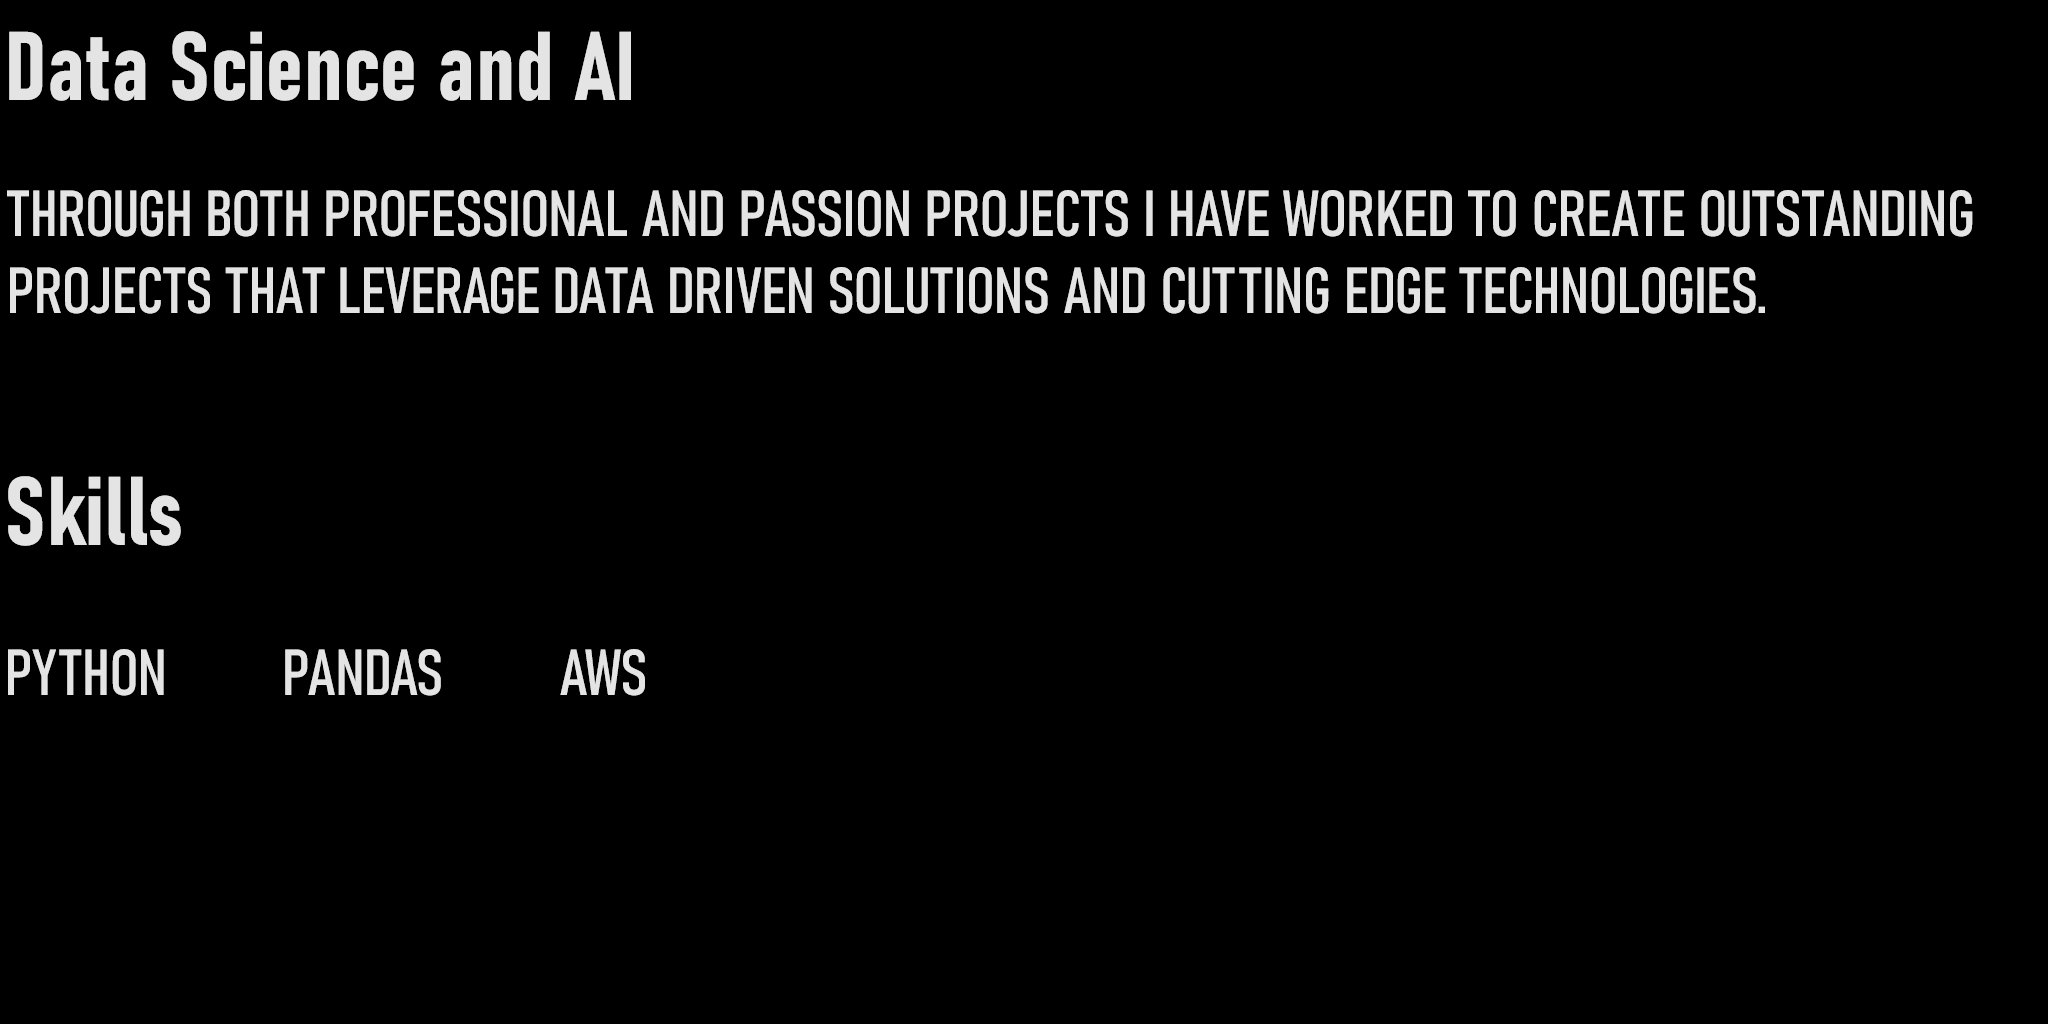 Data Science and AI
THROUGH BOTH PROFESSIONAL AND PASSION PROJECTS I HAVE WORKED TO CREATE OUTSTANDING
PROJECTS THAT LEVERAGE DATA DRIVEN SOLUTIONS AND CUTTING EDGE TECHNOLOGIES.
Skills
PYTHON PANDAS AWS